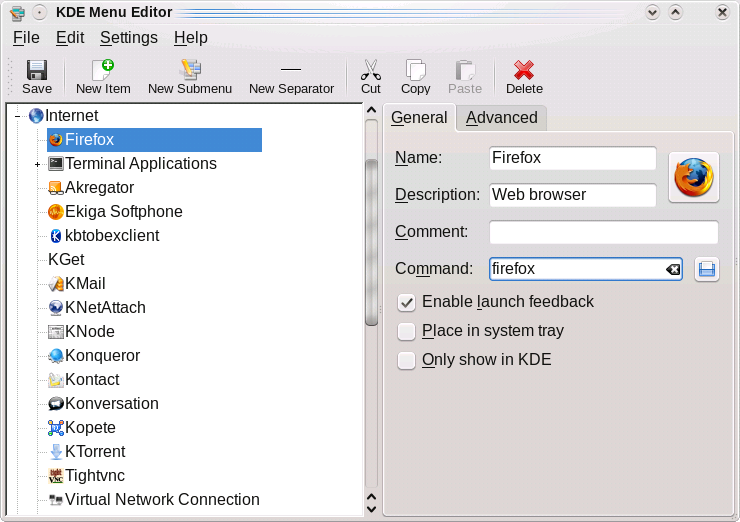 KDE Menu Editor
File Edit Settings Help
Save New Item New Submenu New Separator Cut Copy Paste Delete
Internet
Firefox
Terminal Applications
Akregator
Ekiga Softphone
kbtobexclient
KGet
KMail
KNetAttach
KNode
Konqueror
Kontact
Konversation
Kopete
KTorrent
Tightvnc
Virtual Network Connection
General Advanced
Name: Firefox
Description: Web browser
Comment:
Command: firefox
Enable launch feedback
Place in system tray
Only show in KDE